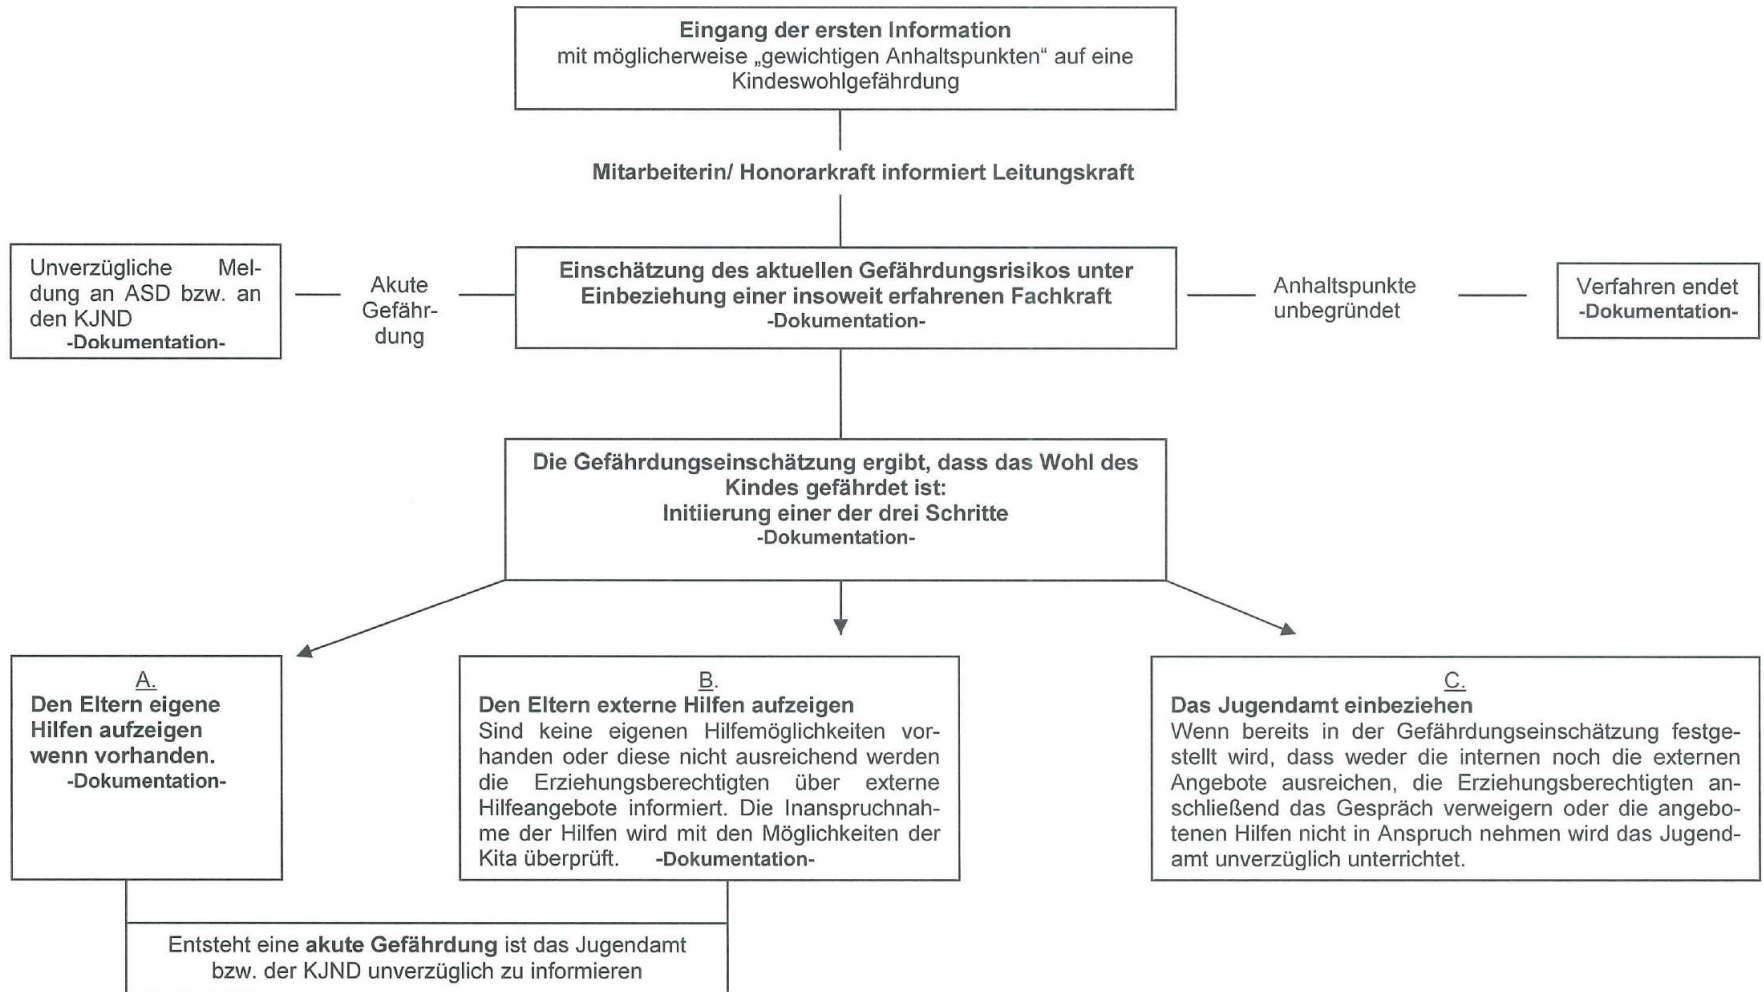 Eingang der ersten Information
mit möglicherweise „gewichtigen Anhaltspunkten“ auf eine
Kindeswohlgefährdung
Mitarbeiterin/ Honorarkraft informiert Leitungskraft
Unverzügliche Mel-
dung an ASD bzw. an
den KJND
-Dokumentation-
Akute
Gefähr-
dung
Einschätzung des aktuellen Gefährdungsrisikos unter
Einbeziehung einer insoweit erfahrenen Fachkraft
-Dokumentation-
Anhaltspunkte
unbegründet
Verfahren endet
-Dokumentation-
Die Gefährdungseinschätzung ergibt, dass das Wohl des
Kindes gefährdet ist:
Initiierung einer der drei Schritte
-Dokumentation-
A.
Den Eltern eigene
Hilfen aufzeigen
wenn vorhanden.
-Dokumentation-
B.
Den Eltern externe Hilfen aufzeigen
Sind keine eigenen Hilfemöglichkeiten vor-
handen oder diese nicht ausreichend werden
die Erziehungsberechtigten über externe
Hilfeangebote informiert. Die Inanspruchnah-
me der Hilfen wird mit den Möglichkeiten der
Kita überprüft. -Dokumentation-
C.
Das Jugendamt einbeziehen
Wenn bereits in der Gefährdungseinschätzung festge-
stellt wird, dass weder die internen noch die externen
Angebote ausreichen, die Erziehungsberechtigten an-
schließend das Gespräch verweigern oder die angebo-
tenen Hilfen nicht in Anspruch nehmen wird das Jugend-
amt unverzüglich unterrichtet.
Entsteht eine akute Gefährdung ist das Jugendamt
bzw. der KJND unverzüglich zu informieren